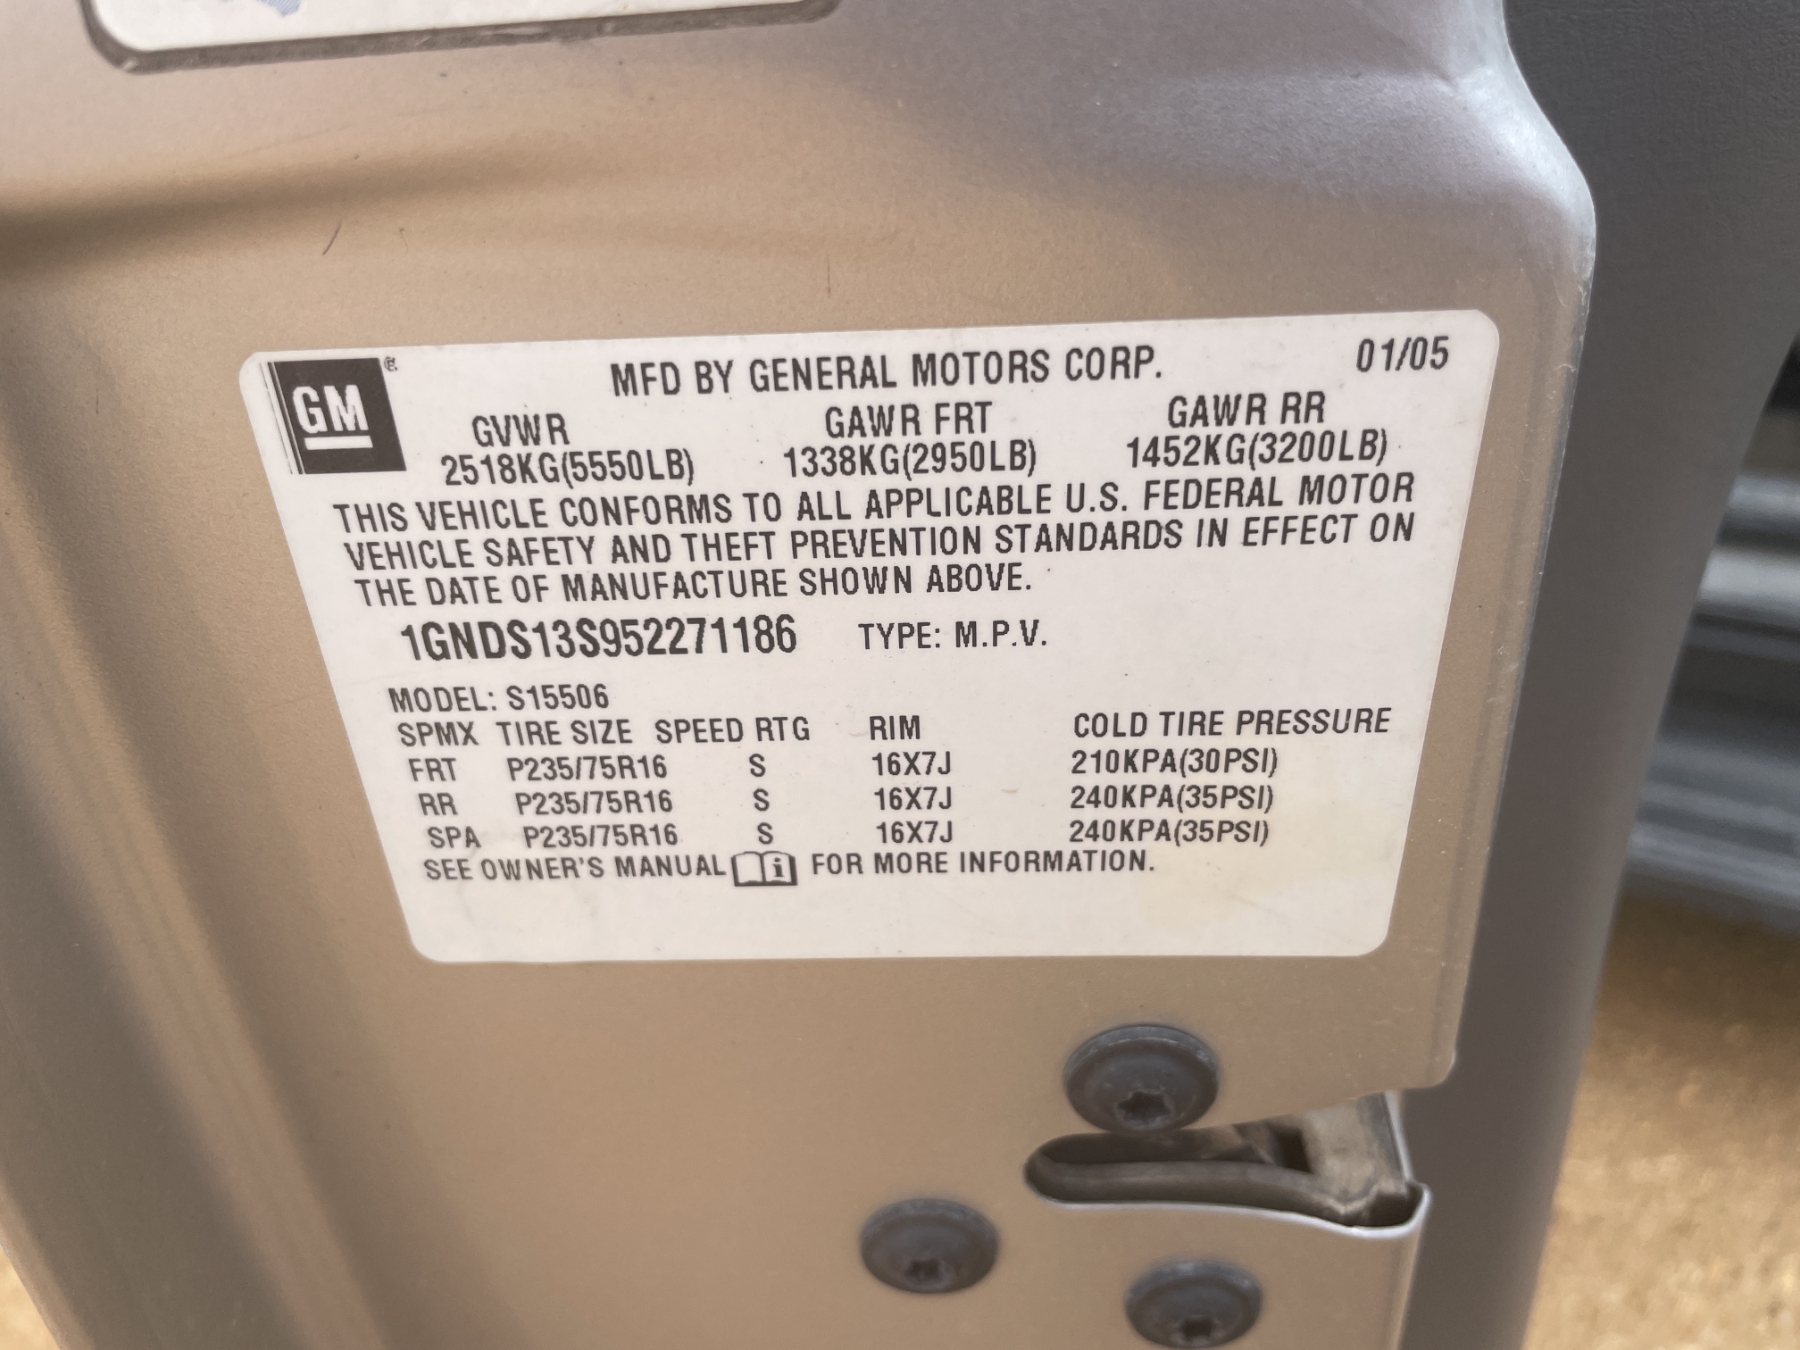 GM ®
MFD BY GENERAL MOTORS CORP. 01/05
GVWR GAWR FRT GAWR RR
2518KG(5550LB) 1338KG(2950LB) 1452KG(3200LB)
THIS VEHICLE CONFORMS TO ALL APPLICABLE U.S. FEDERAL MOTOR
VEHICLE SAFETY AND THEFT PREVENTION STANDARDS IN EFFECT ON
THE DATE OF MANUFACTURE SHOWN ABOVE.
1GNDS13S952271186 TYPE: M.P.V.
MODEL: S15506
SPMX TIRE SIZE SPEED RTG RIM COLD TIRE PRESSURE
FRT P235/75R16 S 16X7J 210KPA(30PSI)
RR P235/75R16 S 16X7J 240KPA(35PSI)
SPA P235/75R16 S 16X7J 240KPA(35PSI)
SEE OWNER'S MANUAL i FOR MORE INFORMATION.